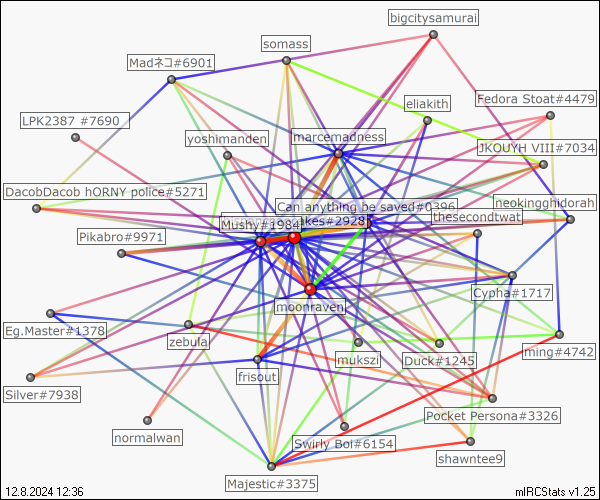 bigcitysamurai
somass
Madネコ#6901
Fedora Stoat#4479
eliakith
LPK2387 #7690
marcemadness
yoshimanden
JKOUYH VIII#7034
DacobDacob hORNY police#5271
neokingghidorah
Can anything be saved#0396
thesecondtwat
Mushy#1984
akes#2928
Pikabro#9971
Cypha#1717
moonraven
Eg.Master#1378
zebula
mukszi
Duck#1245
ming#4742
frisout
Silver#7938
Pocket Persona#3326
normalwan
Swirly Boi#6154
shawntee9
Majestic#3375
12.8.2024 12:36
mIRCStats v1.25